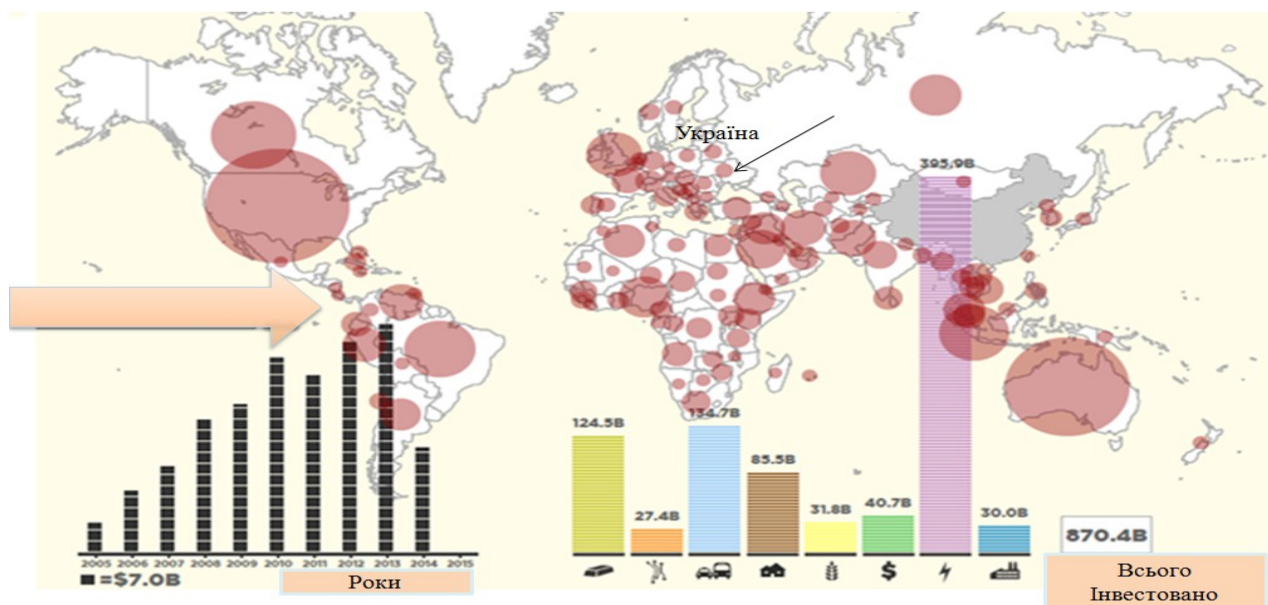 Україна
395.9B
124.5B
27.4B
134.7B
85.5B
31.8B
40.7B
30.0B
870.4B
2005 2006 2007 2008 2009 2010 2011 2012 2013 2014 2015
=$7.0B
Роки
$
Всього
Інвестовано